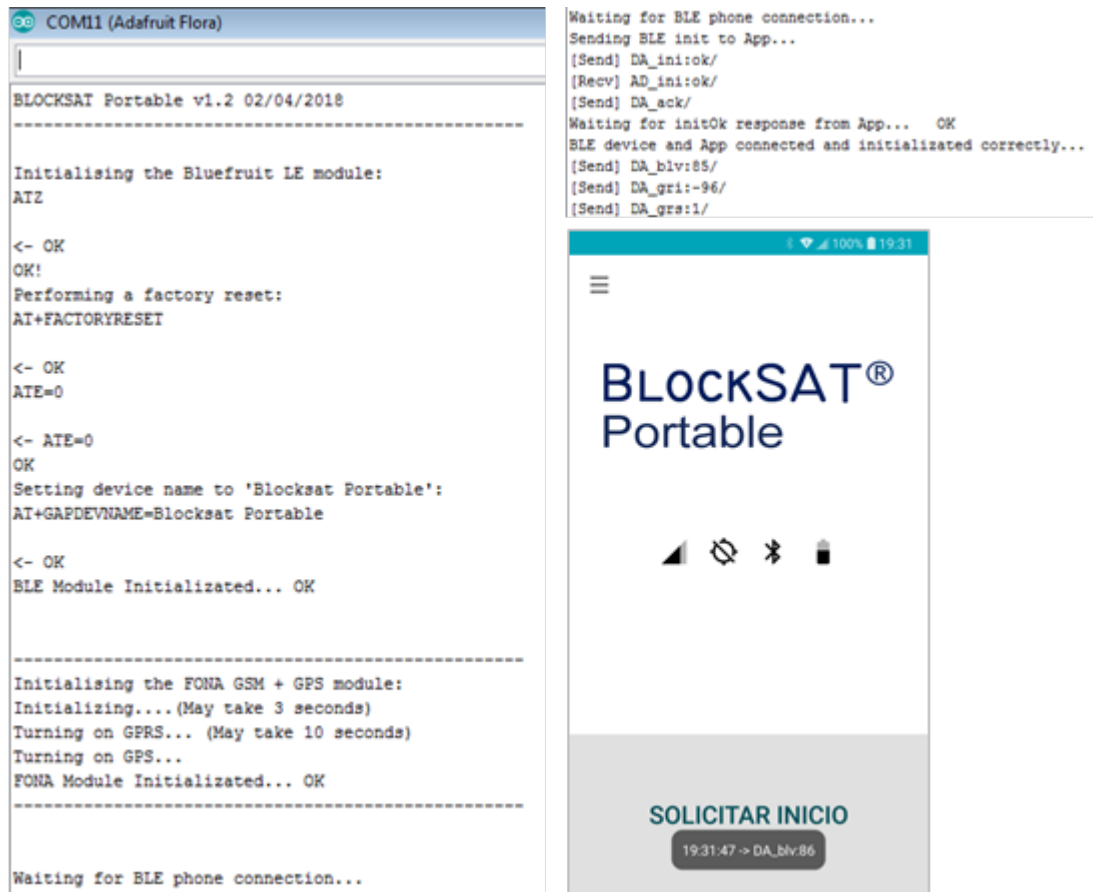 COM11 (Adafruit Flora)
BLOCKSAT Portable v1.2 02/04/2018
---------------------------------------------------
Initialising the Bluefruit LE module:
ATZ
<- OK
OK!
Performing a factory reset:
AT+FACTORYRESET
<- OK
ATE=0
<- ATE=0
OK
Setting device name to 'Blocksat Portable':
AT+GAPDEVNAME=Blocksat Portable
<- OK
BLE Module Initializated... OK
---------------------------------------------------
Initialising the FONA GSM + GPS module:
Initializing....(May take 3 seconds)
Turning on GPRS... (May take 10 seconds)
Turning on GPS...
FONA Module Initializated... OK
---------------------------------------------------
Waiting for BLE phone connection...
Waiting for BLE phone connection...
Sending BLE init to App...
[Send] DA_ini:ok/
[Recv] AD_ini:ok/
[Send] DA_ack/
Waiting for initOk response from App... OK
BLE device and App connected and initializated correctly...
[Send] DA_blv:85/
[Send] DA_gri:-96/
[Send] DA_grs:1/
100% 19:31
BLOCKSAT®
Portable
SOLICITAR INICIO
19:31:47 -> DA_blv:86